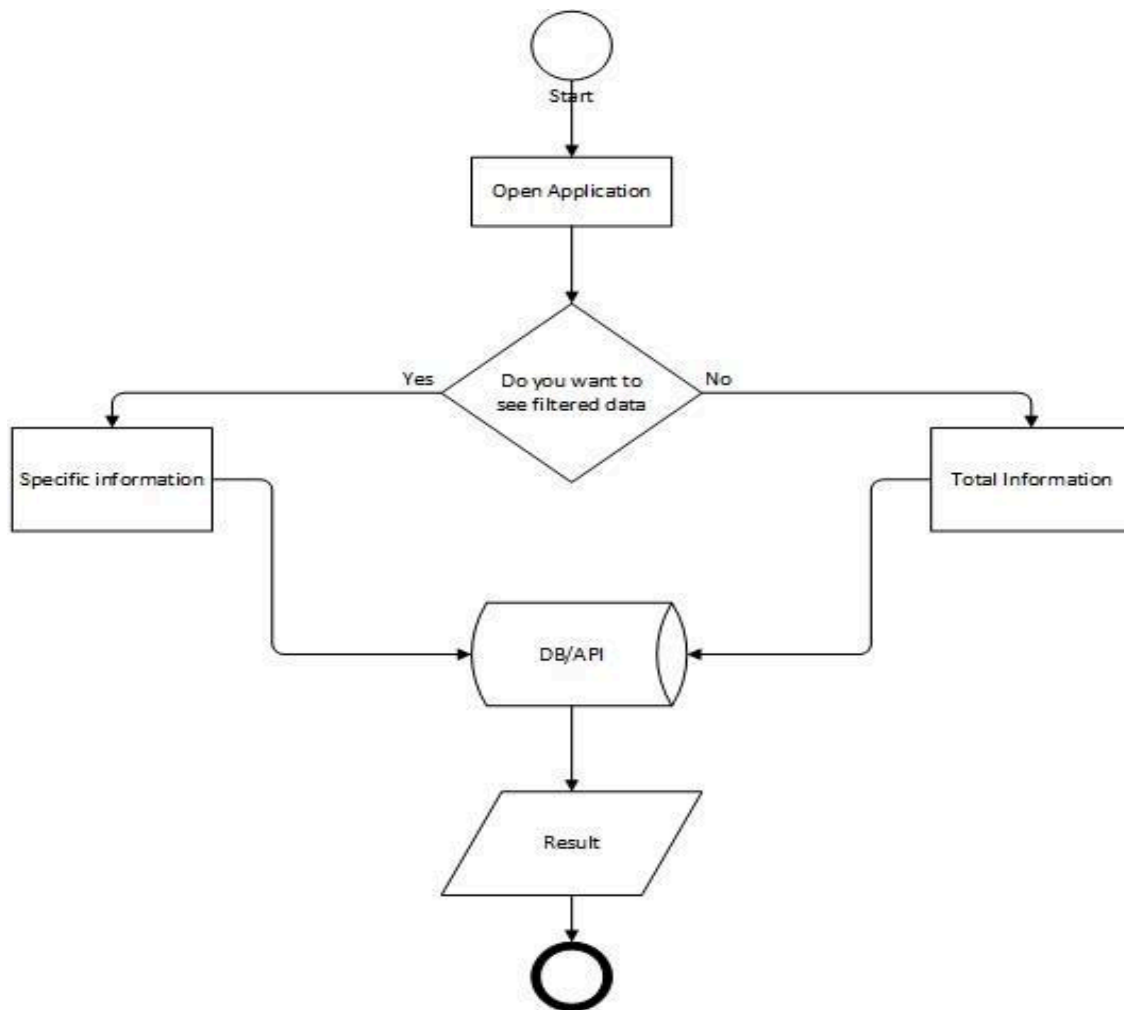 Start
Open Application
Yes
Do you want to
see filtered data
No
Specific information
Total Information
DB/API
Result